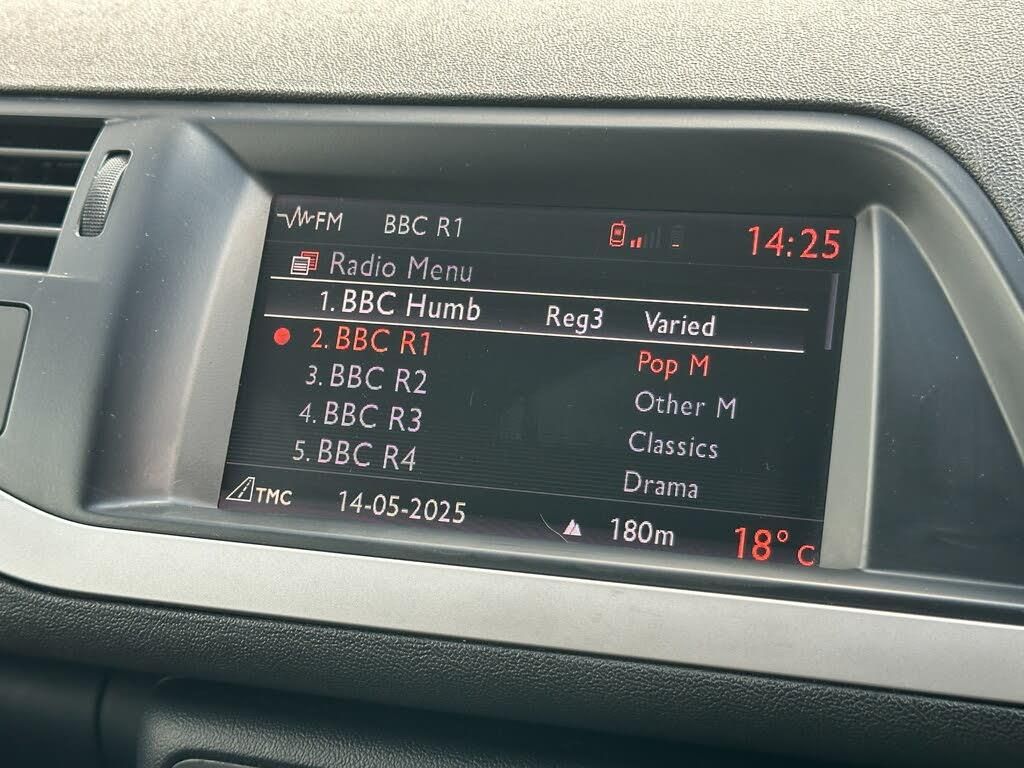 FM BBC R1 14:25
Radio Menu
1. BBC Humb Reg3 Varied
2. BBC R1 Pop M
3. BBC R2 Other M
4. BBC R3 Classics
5. BBC R4 Drama
TMC 14-05-2025 180m 18° C